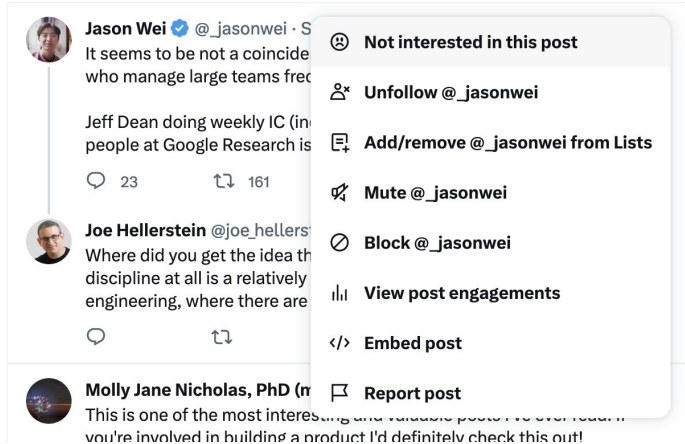 Jason Wei @_jasonwei · S
It seems to be not a coincide
who manage large teams freq
Jeff Dean doing weekly IC (in
people at Google Research is
23 161
Joe Hellerstein @joe_hellerst
Where did you get the idea th
discipline at all is a relatively
engineering, where there are
Molly Jane Nicholas, PhD (m
This is one of the most interesting and valuable posts I've ever read. If
you're involved in building a product I'd definitely check this out!
Not interested in this post
Unfollow @_jasonwei
Add/remove @_jasonwei from Lists
Mute @_jasonwei
Block @_jasonwei
View post engagements
Embed post
Report post